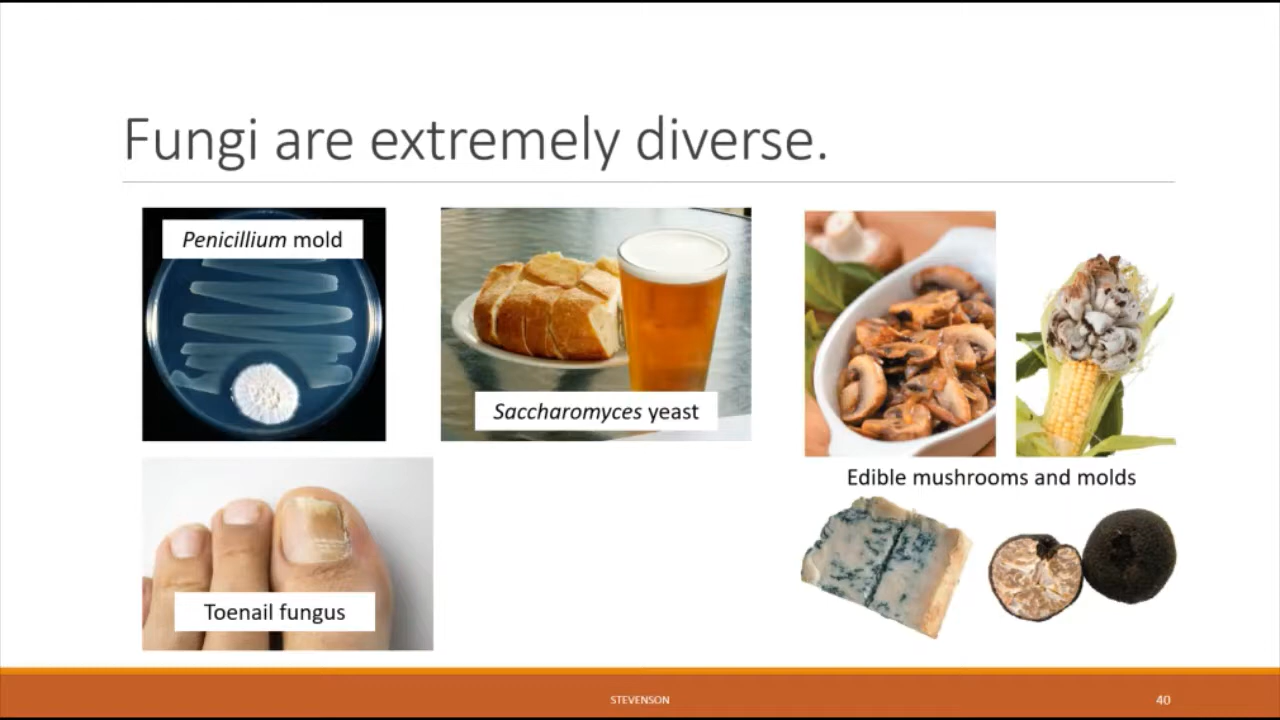 Fungi are extremely diverse.
Penicillium mold
Saccharomyces yeast
Edible mushrooms and molds
Toenail fungus
STEVENSON
40